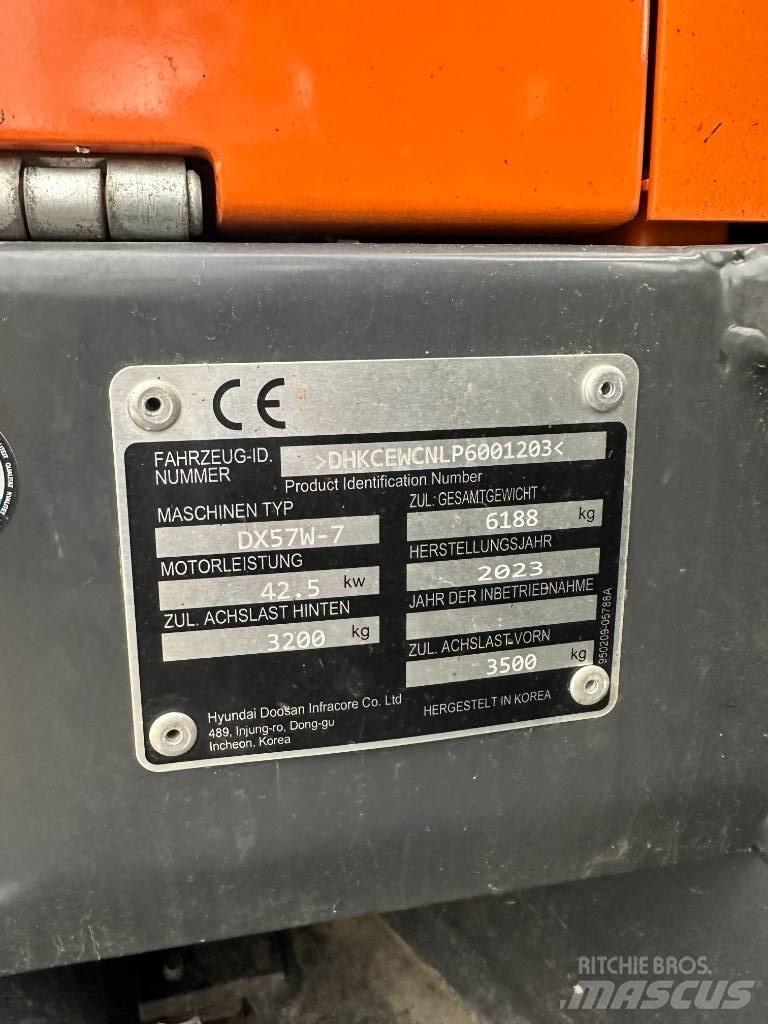 CE
FAHRZEUG-ID.
NUMMER
>DHKCEWCNLP6001203<
Product Identification Number
MASCHINEN TYP
DX57W-7
MOTORLEISTUNG
42.5 kw
ZUL. ACHSLAST HINTEN
3200 kg
ZUL. GESAMTGEWICHT
6188 kg
HERSTELLUNGSJAHR
2023
JAHR DER INBETRIEBNAHME
ZUL. ACHSLAST VORN
3500 kg
Hyundai Doosan Infracore Co. Ltd
489, Injung-ro, Dong-gu
Incheon, Korea
HERGESTELT IN KOREA
950209-05788A
RITCHIE BROS.
MASCUS